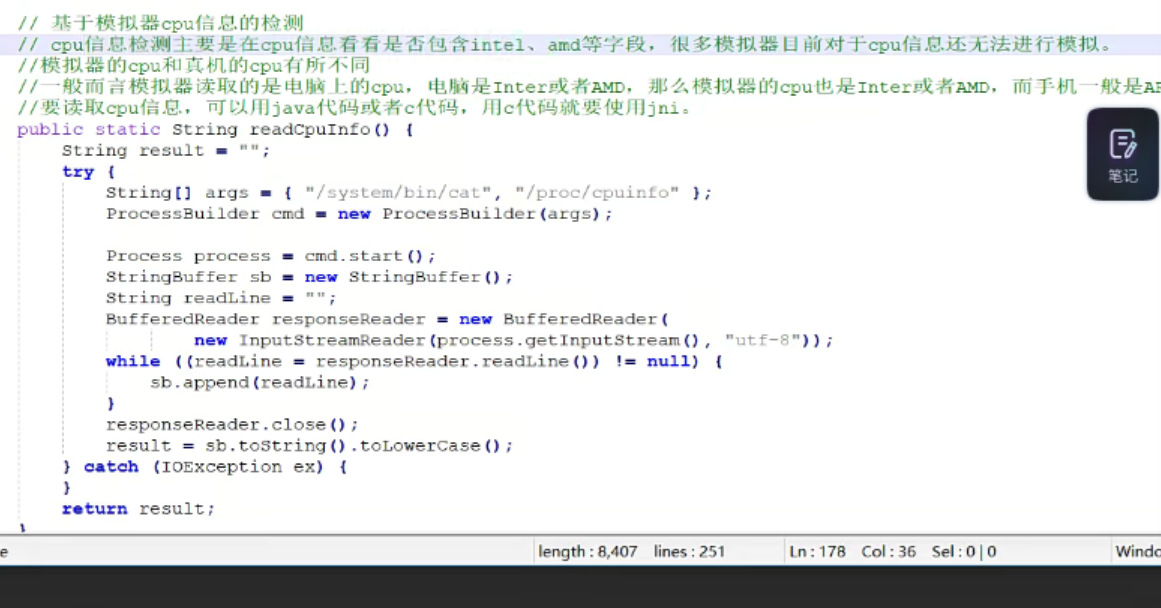 // 基于模拟器cpu信息的检测
// cpu信息检测主要是在cpu信息看看是否包含intel、amd等字段，很多模拟器目前对于cpu信息还无法进行模拟。
//模拟器的cpu和真机的cpu有所不同
//一般而言模拟器读取的是电脑上的cpu，电脑是Inter或者AMD，那么模拟器的cpu也是Inter或者AMD，而手机一般是AR
//要读取cpu信息，可以用java代码或者c代码，用c代码就要使用jni。
public static String readCpuInfo() {
String result = "";
try {
String[] args = { "/system/bin/cat", "/proc/cpuinfo" };
ProcessBuilder cmd = new ProcessBuilder(args);
Process process = cmd.start();
StringBuffer sb = new StringBuffer();
String readLine = "";
BufferedReader responseReader = new BufferedReader(
new InputStreamReader(process.getInputStream(), "utf-8"));
while ((readLine = responseReader.readLine()) != null) {
sb.append(readLine);
}
responseReader.close();
result = sb.toString().toLowerCase();
} catch (IOException ex) {
}
return result;
}
笔记
e length : 8,407 lines : 251 Ln : 178 Col : 36 Sel : 0 | 0 Windo